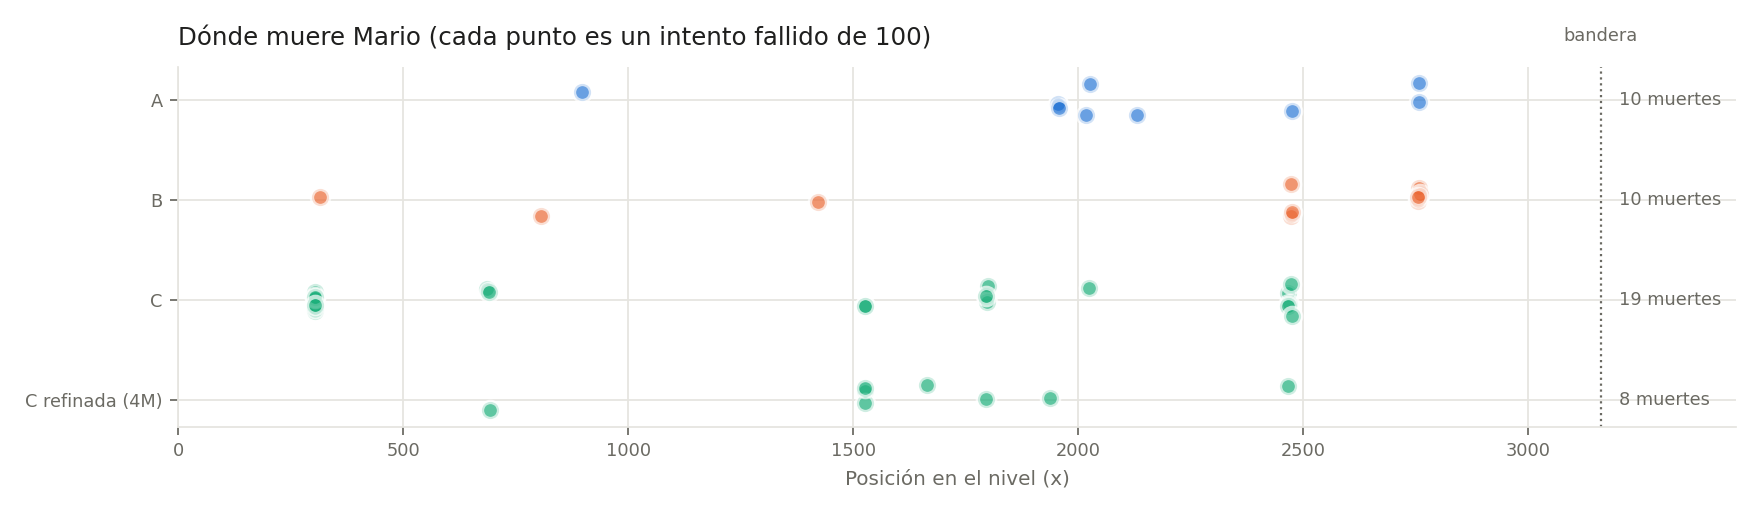 Dónde muere Mario (cada punto es un intento fallido de 100)
bandera
A
10 muertes
B
10 muertes
C
19 muertes
C refinada (4M)
8 muertes
0 500 1000 1500 2000 2500 3000
Posición en el nivel (x)